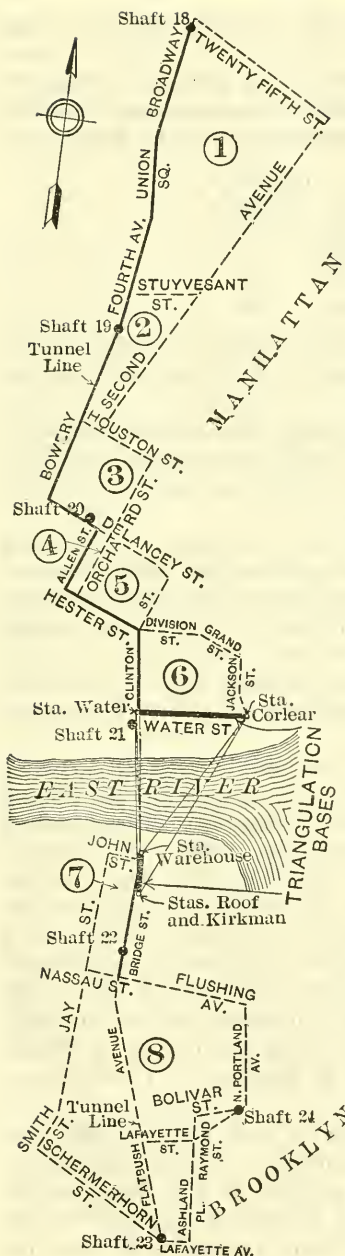 Shaft 18
BROADWAY
TWENTY FIFTH ST.
1
UNION
SQ.
AVENUE
FOURTH AV.
STUYVESANT
ST.
Shaft 19
2
Tunnel
Line
SECOND
MANHATTAN
BOWERY
HOUSTON ST.
3
Shaft 20
DELANCEY ST.
ORCHARD ST.
4
ALLEN ST.
5
ST.
HESTER ST.
DIVISION
ST.
GRAND
ST.
CLINTON
6
JACKSON
ST.
Sta. Water
Sta.
Corlear
WATER ST.
Shaft 21
EAST RIVER
TRIANGULATION
BASES
JOHN
ST.
Sta.
Warehouse
7
Stas. Roof
and Kirkman
ST.
Shaft 22
BRIDGE ST.
NASSAU ST.
FLUSHING
AV.
JAY
AVENUE
8
N. PORTLAND
AV.
BOLIVAR
ST.
Shaft 24
Tunnel
Line
SMITH
ST.
LAFAYETTE
ST.
RAYMOND
ST.
BROOKLYN
SCHERMERHORN
ST.
FLATBUSH
ASHLAND
PL.
Shaft 23
LAFAYETTE AV.